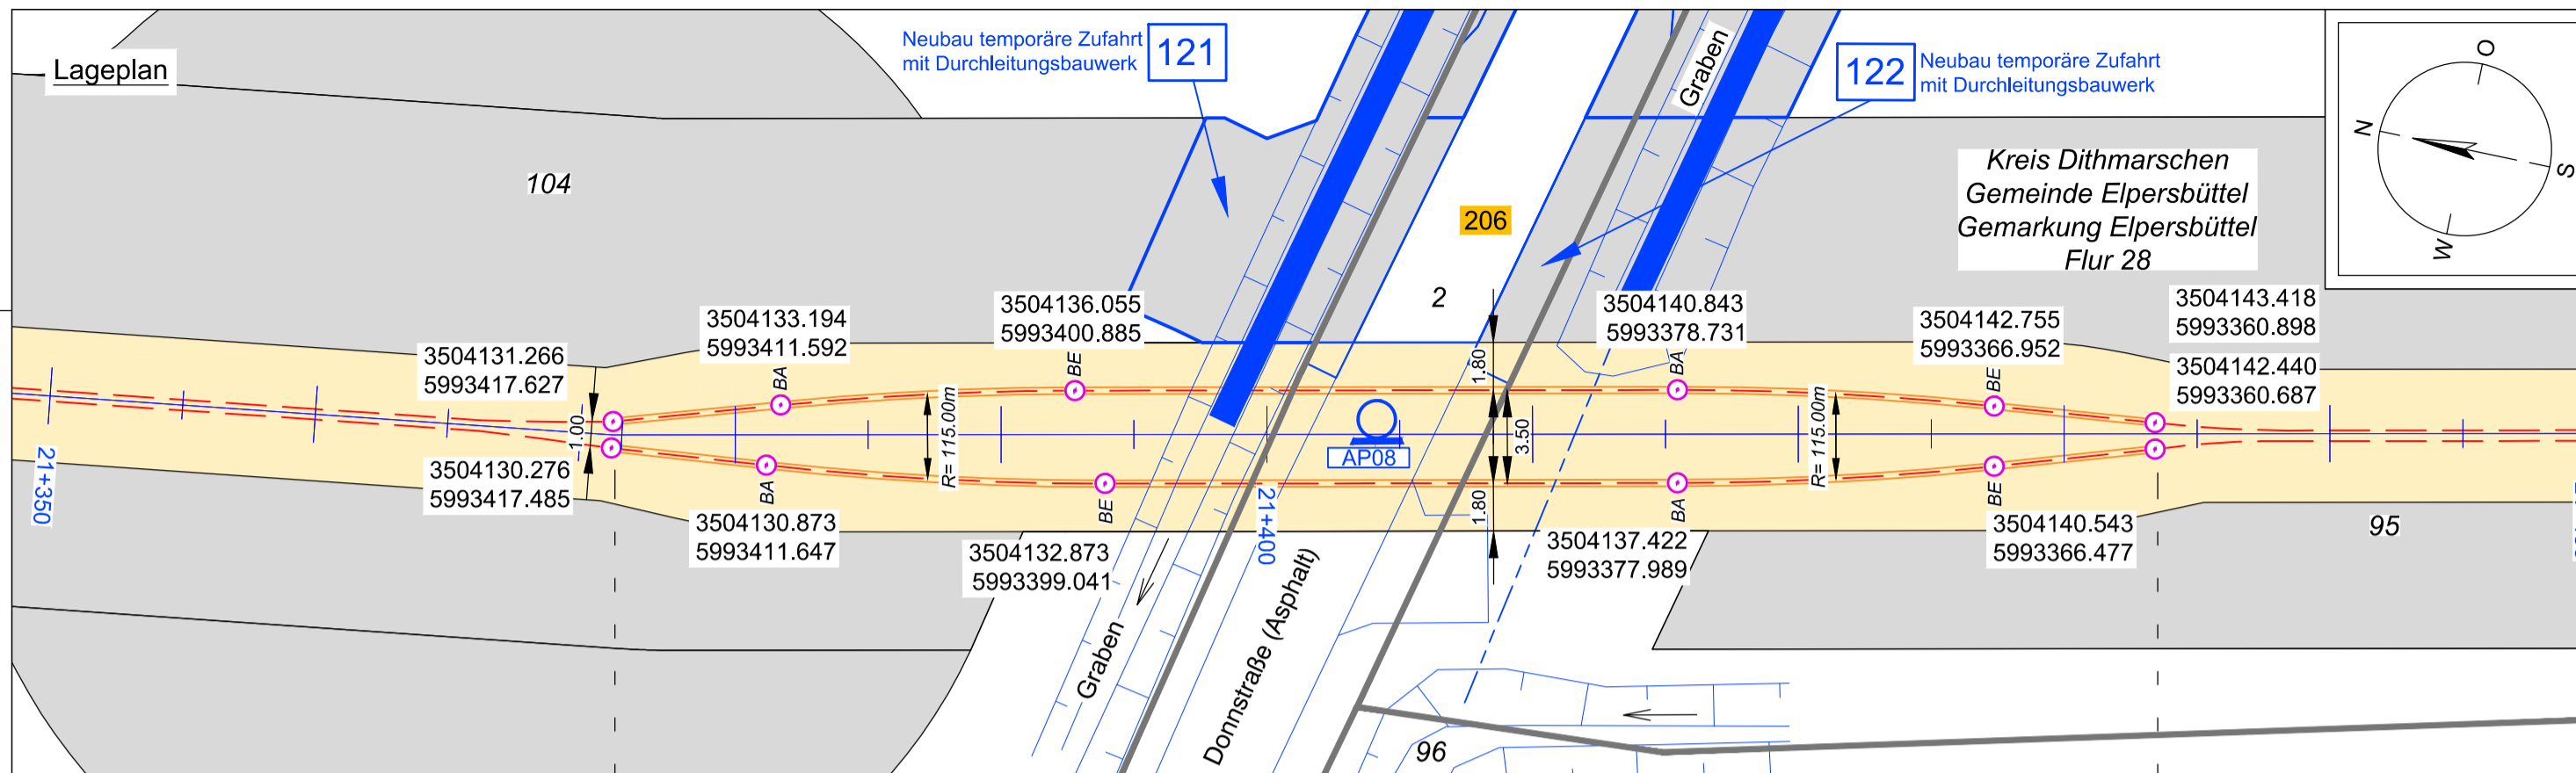 Lageplan
Neubau temporäre Zufahrt
mit Durchleitungsbauwerk
121
Graben
122
Neubau temporäre Zufahrt
mit Durchleitungsbauwerk
O
N
S
W
104
206
Kreis Dithmarschen
Gemeinde Elpersbüttel
Gemarkung Elpersbüttel
Flur 28
2
3504131.266
5993417.627
3504133.194
5993411.592
3504136.055
5993400.885
3504140.843
5993378.731
3504142.755
5993366.952
3504143.418
5993360.898
3504142.440
5993360.687
BA
BE
1.80
BA
BE
1.00
R= 115.00m
3.50
R= 115.00m
AP08
21+350
3504130.276
5993417.485
BA
BE
21+400
1.80
BA
BE
3504130.873
5993411.647
3504132.873
5993399.041
3504137.422
5993377.989
3504140.543
5993366.477
95
Graben
Donnstraße (Asphalt)
96